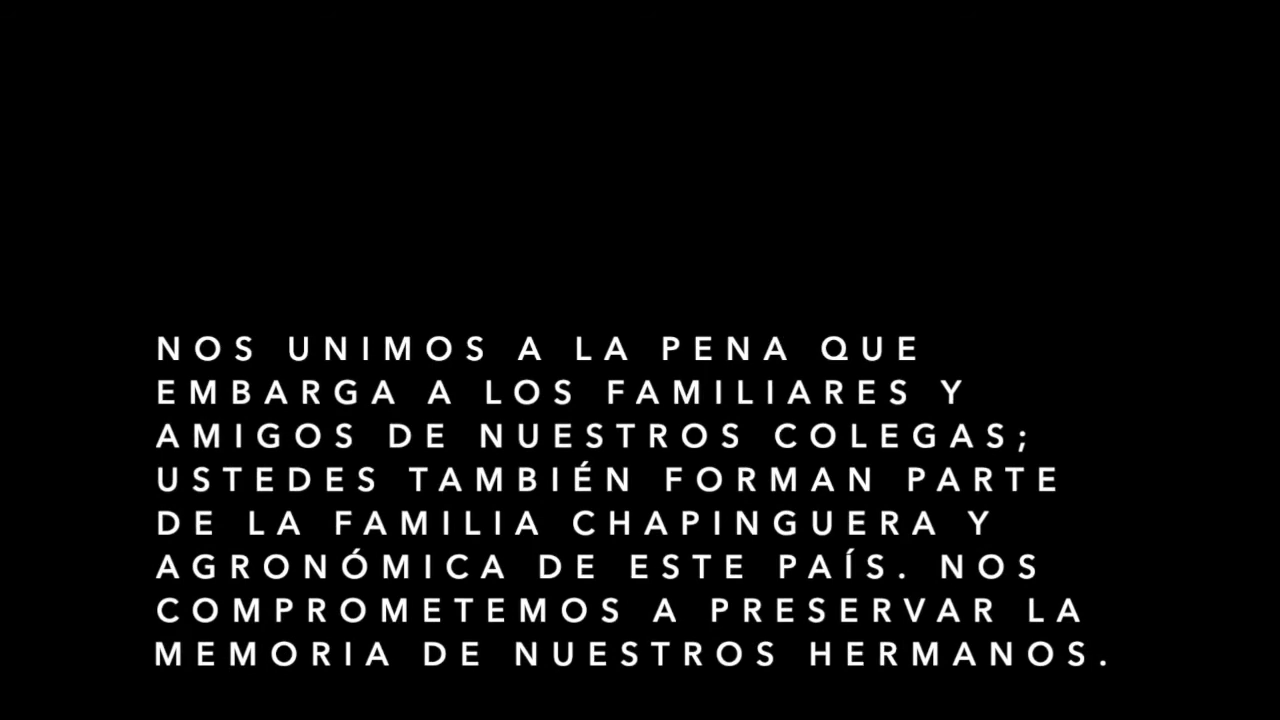 NOS UNIMOS A LA PENA QUE
EMBARGA A LOS FAMILIARES Y
AMIGOS DE NUESTROS COLEGAS;
USTEDES TAMBIÉN FORMAN PARTE
DE LA FAMILIA CHAPINGUERA Y
AGRONÓMICA DE ESTE PAÍS. NOS
COMPROMETEMOS A PRESERVAR LA
MEMORIA DE NUESTROS HERMANOS.